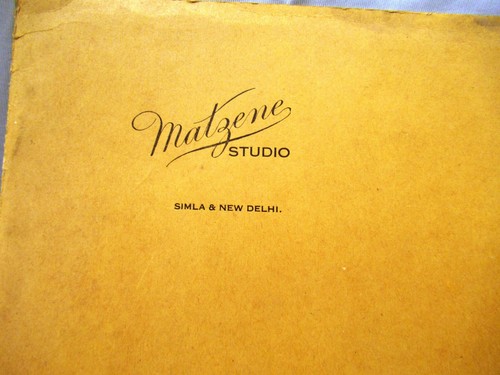 Matzene
STUDIO
SIMLA & NEW DELHI.